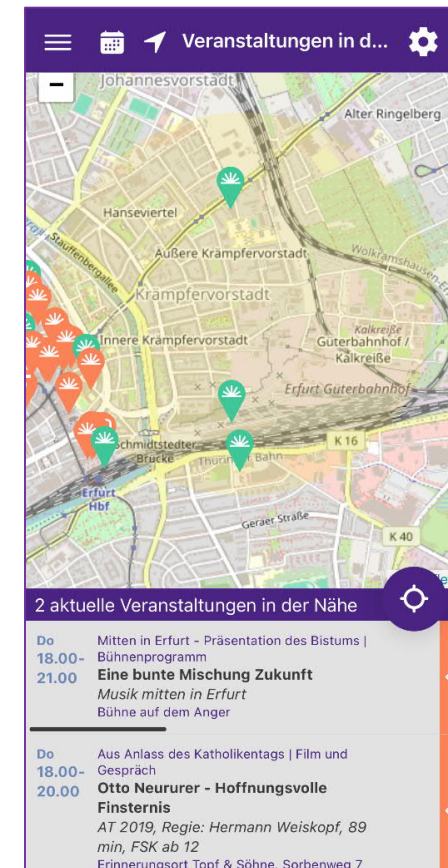 Veranstaltungen in d...
Johannesvorstadt
Alter Ringelberg
Hanseviertel
Stauffenbergallee
Äußere Krämpfervorstadt
Krämpfervorstadt
Innere Krämpfervorstadt
Kalkreiße
Güterbahnhof /
Kalkreiße
Erfurt Güterbahnhof
Schmidtstedter
Brücke
Thüringer Bahn
K 16
Erfurt
Hbf
Geraer Straße
K 40
2 aktuelle Veranstaltungen in der Nähe
Do
18.00-
21.00
Mitten in Erfurt - Präsentation des Bistums |
Bühnenprogramm
Eine bunte Mischung Zukunft
Musik mitten in Erfurt
Bühne auf dem Anger
Do
18.00-
20.00
Aus Anlass des Katholikentags | Film und
Gespräch
Otto Neururer - Hoffnungsvolle
Finsternis
AT 2019, Regie: Hermann Weiskopf, 89
min, FSK ab 12
Erinnerungsort Topf & Söhne, Sorbenweg 7